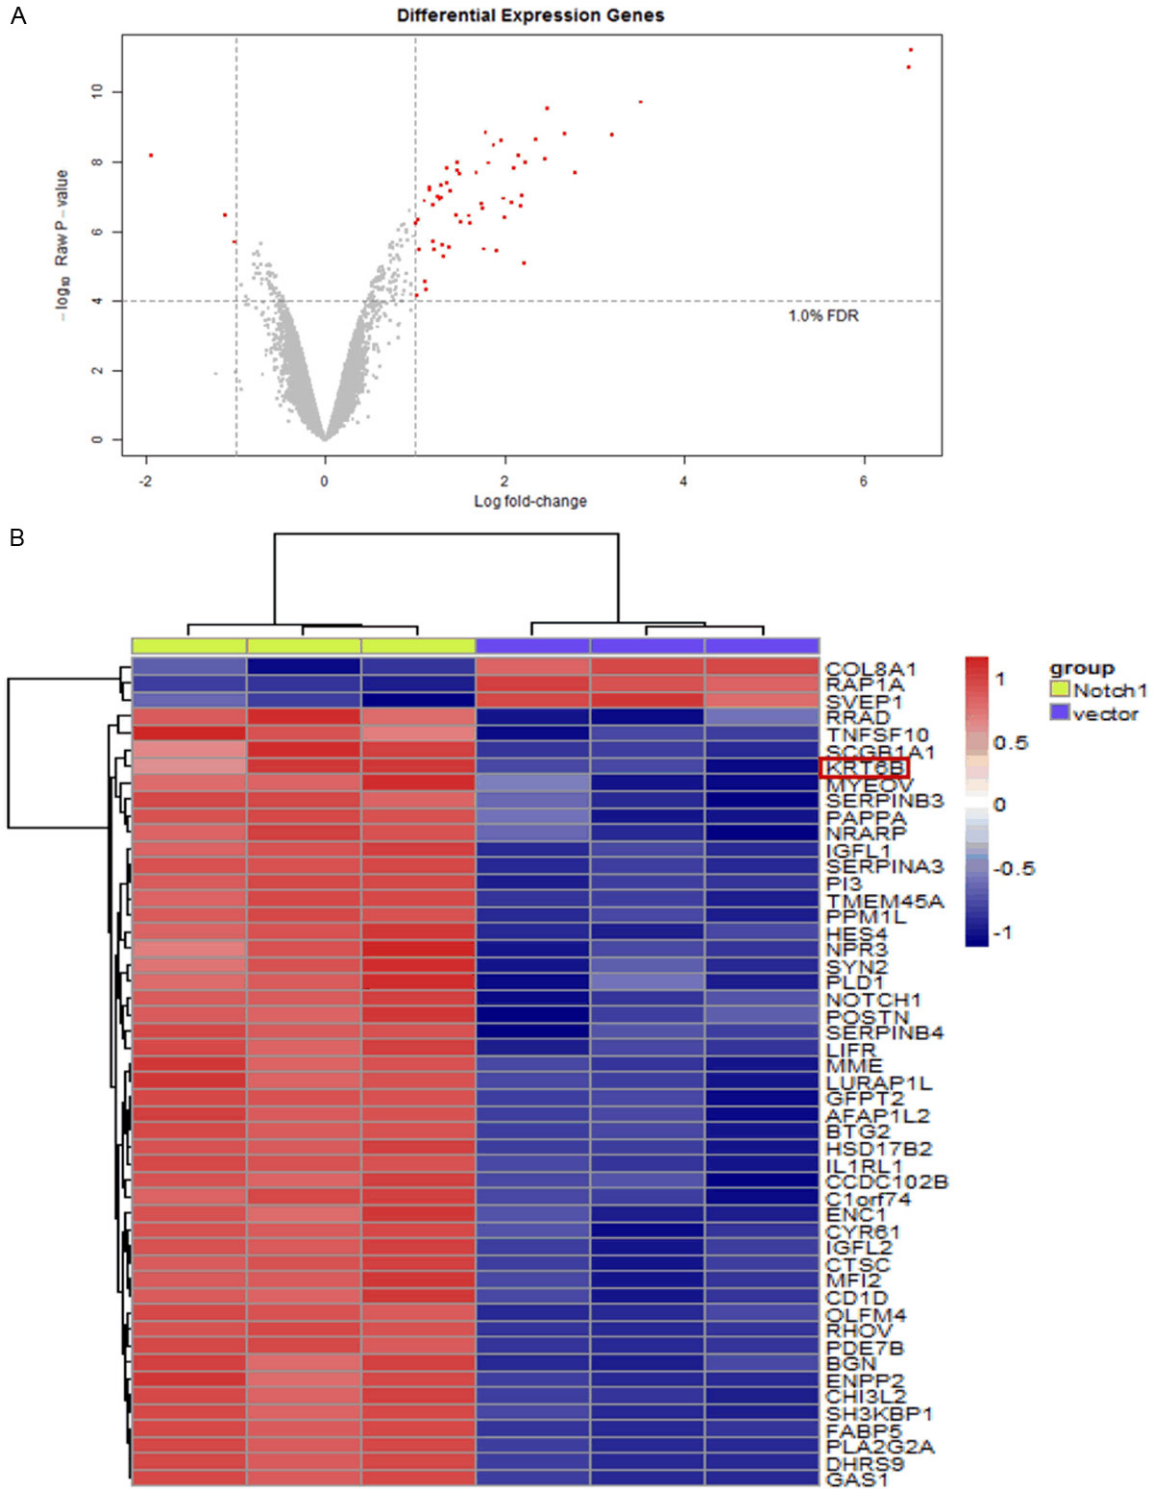 A
Differential Expression Genes
− log₁₀ Raw P − value
10
8
6
4
2
0
1.0% FDR
-2
0
2
4
6
Log fold-change
B
COL8A1
RAP1A
SVEP1
RRAD
TNFSF10
SCGB1A1
KRT6B
MYEOV
SERPINB3
PAPPA
NRARP
IGFL1
SERPINA3
PI3
TMEM45A
PPM1L
HES4
NPR3
SYN2
PLD1
NOTCH1
POSTN
SERPINB4
LIFR
MME
LURAP1L
GFPT2
AFAP1L2
BTG2
HSD17B2
IL1RL1
CCDC102B
C1orf74
ENC1
CYR61
IGFL2
CTSC
MFI2
CD1D
OLFM4
RHOV
PDE7B
BGN
ENPP2
CHI3L2
SH3KBP1
FABP5
PLA2G2A
DHRS9
GAS1
1
0.5
0
-0.5
-1
group
Notch1
vector